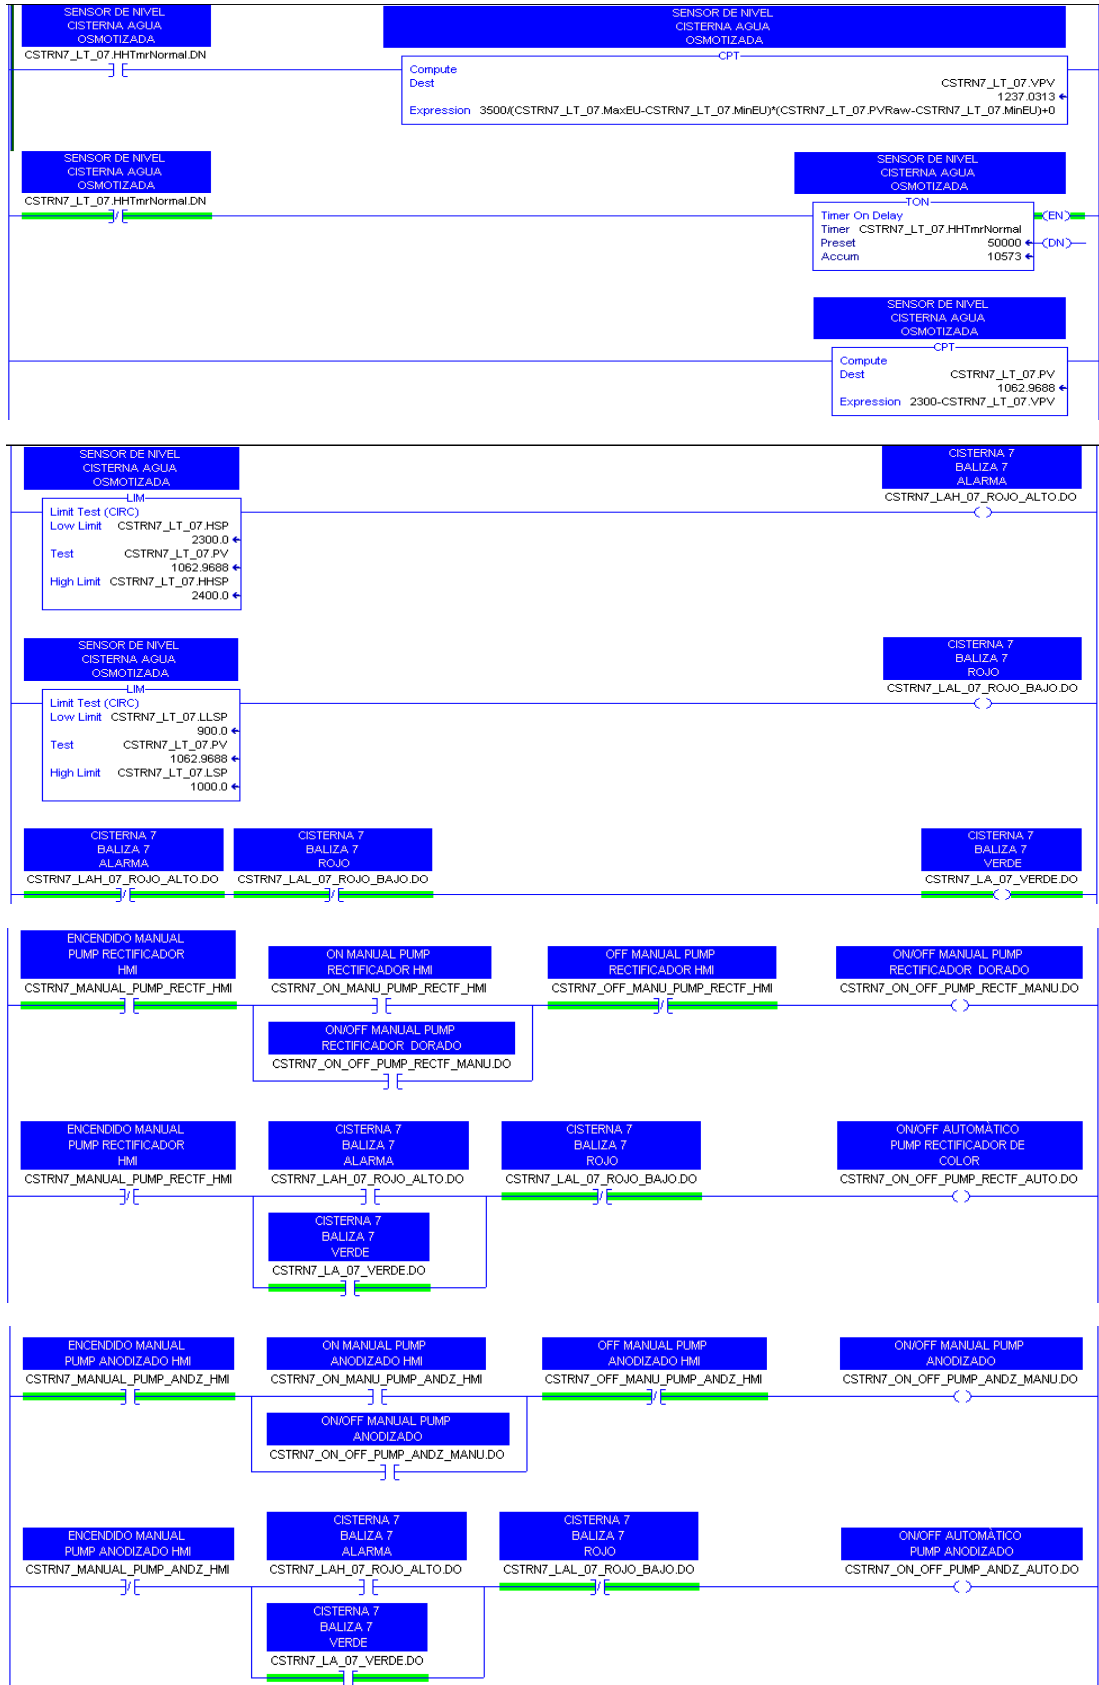 SENSOR DE NIVEL
CISTERNA AGUA
OSMOTIZADA
CSTRN7_LT_07.HHTmrNormal.DN
SENSOR DE NIVEL
CISTERNA AGUA
OSMOTIZADA
CPT
Compute
Dest CSTRN7_LT_07.VPV
1237.0313
Expression 3500/(CSTRN7_LT_07.MaxEU-CSTRN7_LT_07.MinEU)*(CSTRN7_LT_07.PVRaw-CSTRN7_LT_07.MinEU)+0
SENSOR DE NIVEL
CISTERNA AGUA
OSMOTIZADA
CSTRN7_LT_07.HHTmrNormal.DN
SENSOR DE NIVEL
CISTERNA AGUA
OSMOTIZADA
TON
Timer On Delay
Timer CSTRN7_LT_07.HHTmrNormal
Preset 50000
Accum 10573
EN
DN
SENSOR DE NIVEL
CISTERNA AGUA
OSMOTIZADA
CPT
Compute
Dest CSTRN7_LT_07.PV
1062.9688
Expression 2300-CSTRN7_LT_07.VPV
SENSOR DE NIVEL
CISTERNA AGUA
OSMOTIZADA
LIM
Limit Test (CIRC)
Low Limit CSTRN7_LT_07.HSP
2300.0
Test CSTRN7_LT_07.PV
1062.9688
High Limit CSTRN7_LT_07.HHSP
2400.0
CISTERNA 7
BALIZA 7
ALARMA
CSTRN7_LAH_07_ROJO_ALTO.DO
SENSOR DE NIVEL
CISTERNA AGUA
OSMOTIZADA
LIM
Limit Test (CIRC)
Low Limit CSTRN7_LT_07.LLSP
900.0
Test CSTRN7_LT_07.PV
1062.9688
High Limit CSTRN7_LT_07.LSP
1000.0
CISTERNA 7
BALIZA 7
ROJO
CSTRN7_LAL_07_ROJO_BAJO.DO
CISTERNA 7
BALIZA 7
ALARMA
CSTRN7_LAH_07_ROJO_ALTO.DO
CISTERNA 7
BALIZA 7
ROJO
CSTRN7_LAL_07_ROJO_BAJO.DO
CISTERNA 7
BALIZA 7
VERDE
CSTRN7_LA_07_VERDE.DO
ENCENDIDO MANUAL
PUMP RECTIFICADOR
HMI
CSTRN7_MANUAL_PUMP_RECTF_HMI
ON MANUAL PUMP
RECTIFICADOR HMI
CSTRN7_ON_MANU_PUMP_RECTF_HMI
OFF MANUAL PUMP
RECTIFICADOR HMI
CSTRN7_OFF_MANU_PUMP_RECTF_HMI
ON/OFF MANUAL PUMP
RECTIFICADOR DORADO
CSTRN7_ON_OFF_PUMP_RECTF_MANU.DO
ON/OFF MANUAL PUMP
RECTIFICADOR DORADO
CSTRN7_ON_OFF_PUMP_RECTF_MANU.DO
ENCENDIDO MANUAL
PUMP RECTIFICADOR
HMI
CSTRN7_MANUAL_PUMP_RECTF_HMI
CISTERNA 7
BALIZA 7
ALARMA
CSTRN7_LAH_07_ROJO_ALTO.DO
CISTERNA 7
BALIZA 7
ROJO
CSTRN7_LAL_07_ROJO_BAJO.DO
ON/OFF AUTOMÀTICO
PUMP RECTIFICADOR DE
COLOR
CSTRN7_ON_OFF_PUMP_RECTF_AUTO.DO
CISTERNA 7
BALIZA 7
VERDE
CSTRN7_LA_07_VERDE.DO
ENCENDIDO MANUAL
PUMP ANODIZADO HMI
CSTRN7_MANUAL_PUMP_ANDZ_HMI
ON MANUAL PUMP
ANODIZADO HMI
CSTRN7_ON_MANU_PUMP_ANDZ_HMI
OFF MANUAL PUMP
ANODIZADO HMI
CSTRN7_OFF_MANU_PUMP_ANDZ_HMI
ON/OFF MANUAL PUMP
ANODIZADO
CSTRN7_ON_OFF_PUMP_ANDZ_MANU.DO
ON/OFF MANUAL PUMP
ANODIZADO
CSTRN7_ON_OFF_PUMP_ANDZ_MANU.DO
ENCENDIDO MANUAL
PUMP ANODIZADO HMI
CSTRN7_MANUAL_PUMP_ANDZ_HMI
CISTERNA 7
BALIZA 7
ALARMA
CSTRN7_LAH_07_ROJO_ALTO.DO
CISTERNA 7
BALIZA 7
ROJO
CSTRN7_LAL_07_ROJO_BAJO.DO
ON/OFF AUTOMÀTICO
PUMP ANODIZADO
CSTRN7_ON_OFF_PUMP_ANDZ_AUTO.DO
CISTERNA 7
BALIZA 7
VERDE
CSTRN7_LA_07_VERDE.DO